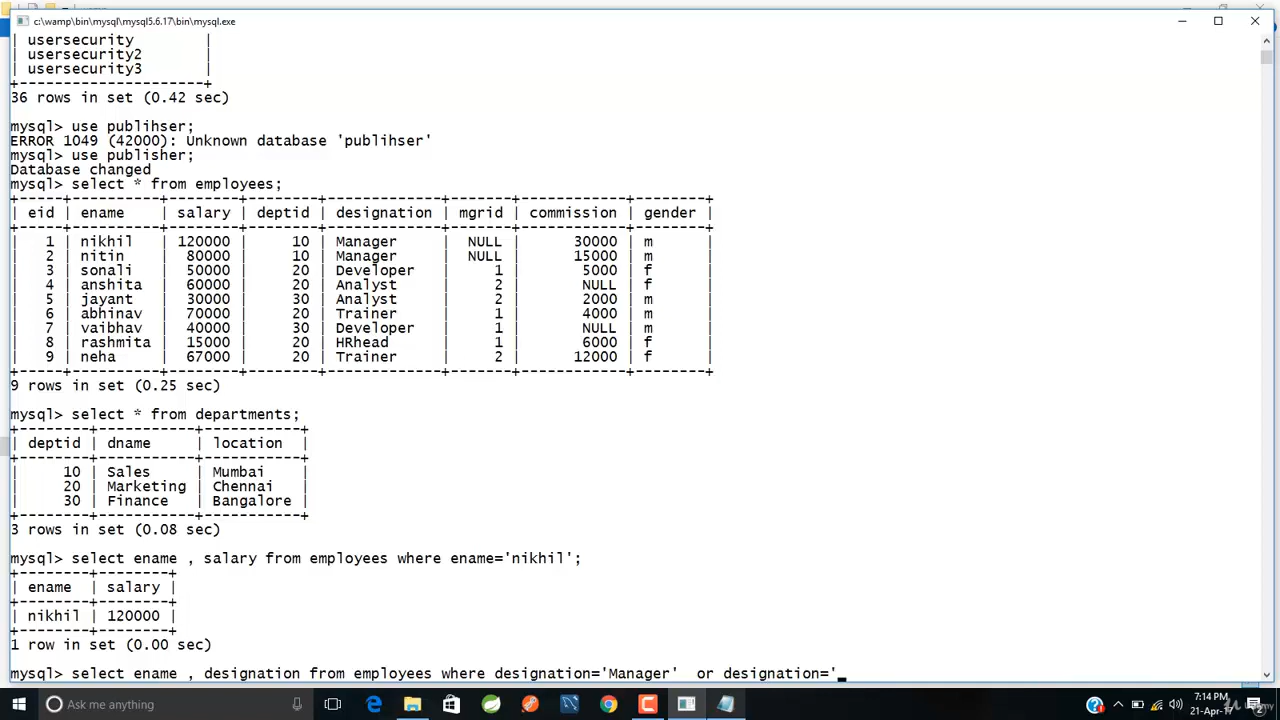 c:\wamp\bin\mysql\mysql5.6.17\bin\mysql.exe
| usersecurity |
| usersecurity2 |
| usersecurity3 |
+--------------------+
36 rows in set (0.42 sec)
mysql> use publihser;
ERROR 1049 (42000): Unknown database 'publihser'
mysql> use publisher;
Database changed
mysql> select * from employees;
+-----+----------+--------+--------+-------------+-------+------------+--------+
| eid | ename | salary | deptid | designation | mgrid | commission | gender |
+-----+----------+--------+--------+-------------+-------+------------+--------+
| 1 | nikhil | 120000 | 10 | Manager | NULL | 30000 | m |
| 2 | nitin | 80000 | 10 | Manager | NULL | 15000 | m |
| 3 | sonali | 50000 | 20 | Developer | 1 | 5000 | f |
| 4 | anshita | 60000 | 20 | Analyst | 2 | NULL | f |
| 5 | jayant | 30000 | 30 | Analyst | 2 | 2000 | m |
| 6 | abhinav | 70000 | 20 | Trainer | 1 | 4000 | m |
| 7 | vaibhav | 40000 | 30 | Developer | 1 | NULL | m |
| 8 | rashmita | 15000 | 20 | HRhead | 1 | 6000 | f |
| 9 | neha | 67000 | 20 | Trainer | 2 | 12000 | f |
+-----+----------+--------+--------+-------------+-------+------------+--------+
9 rows in set (0.25 sec)
mysql> select * from departments;
+--------+-----------+-----------+
| deptid | dname | location |
+--------+-----------+-----------+
| 10 | Sales | Mumbai |
| 20 | Marketing | Chennai |
| 30 | Finance | Bangalore |
+--------+-----------+-----------+
3 rows in set (0.08 sec)
mysql> select ename , salary from employees where ename='nikhil';
+--------+--------+
| ename | salary |
+--------+--------+
| nikhil | 120000 |
+--------+--------+
1 row in set (0.00 sec)
mysql> select ename , designation from employees where designation='Manager'  or designation='_
Ask me anything
7:14 PM
21-Apr-1